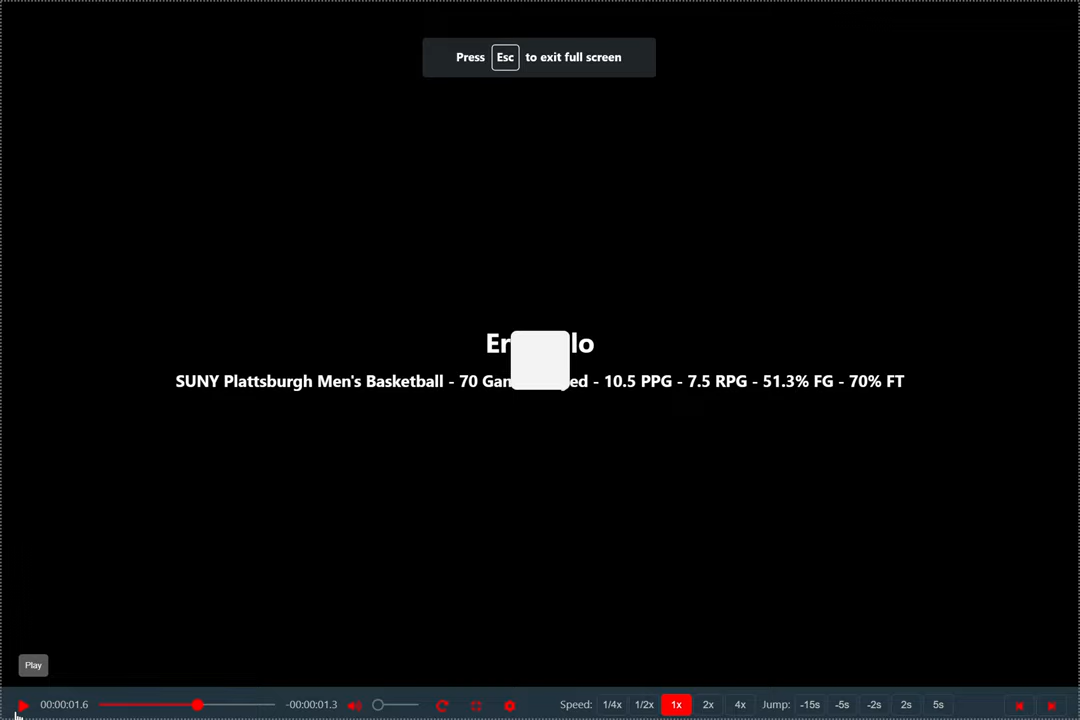 Press Esc to exit full screen
SUNY Plattsburgh Men's Basketball - 70 - 10.5 PPG - 7.5 RPG - 51.3% FG - 70% FT
Play
00:00:01.6 -00:00:01.3 Speed: 1/4x 1/2x 1x 2x 4x Jump: -15s -5s -2s 2s 5s